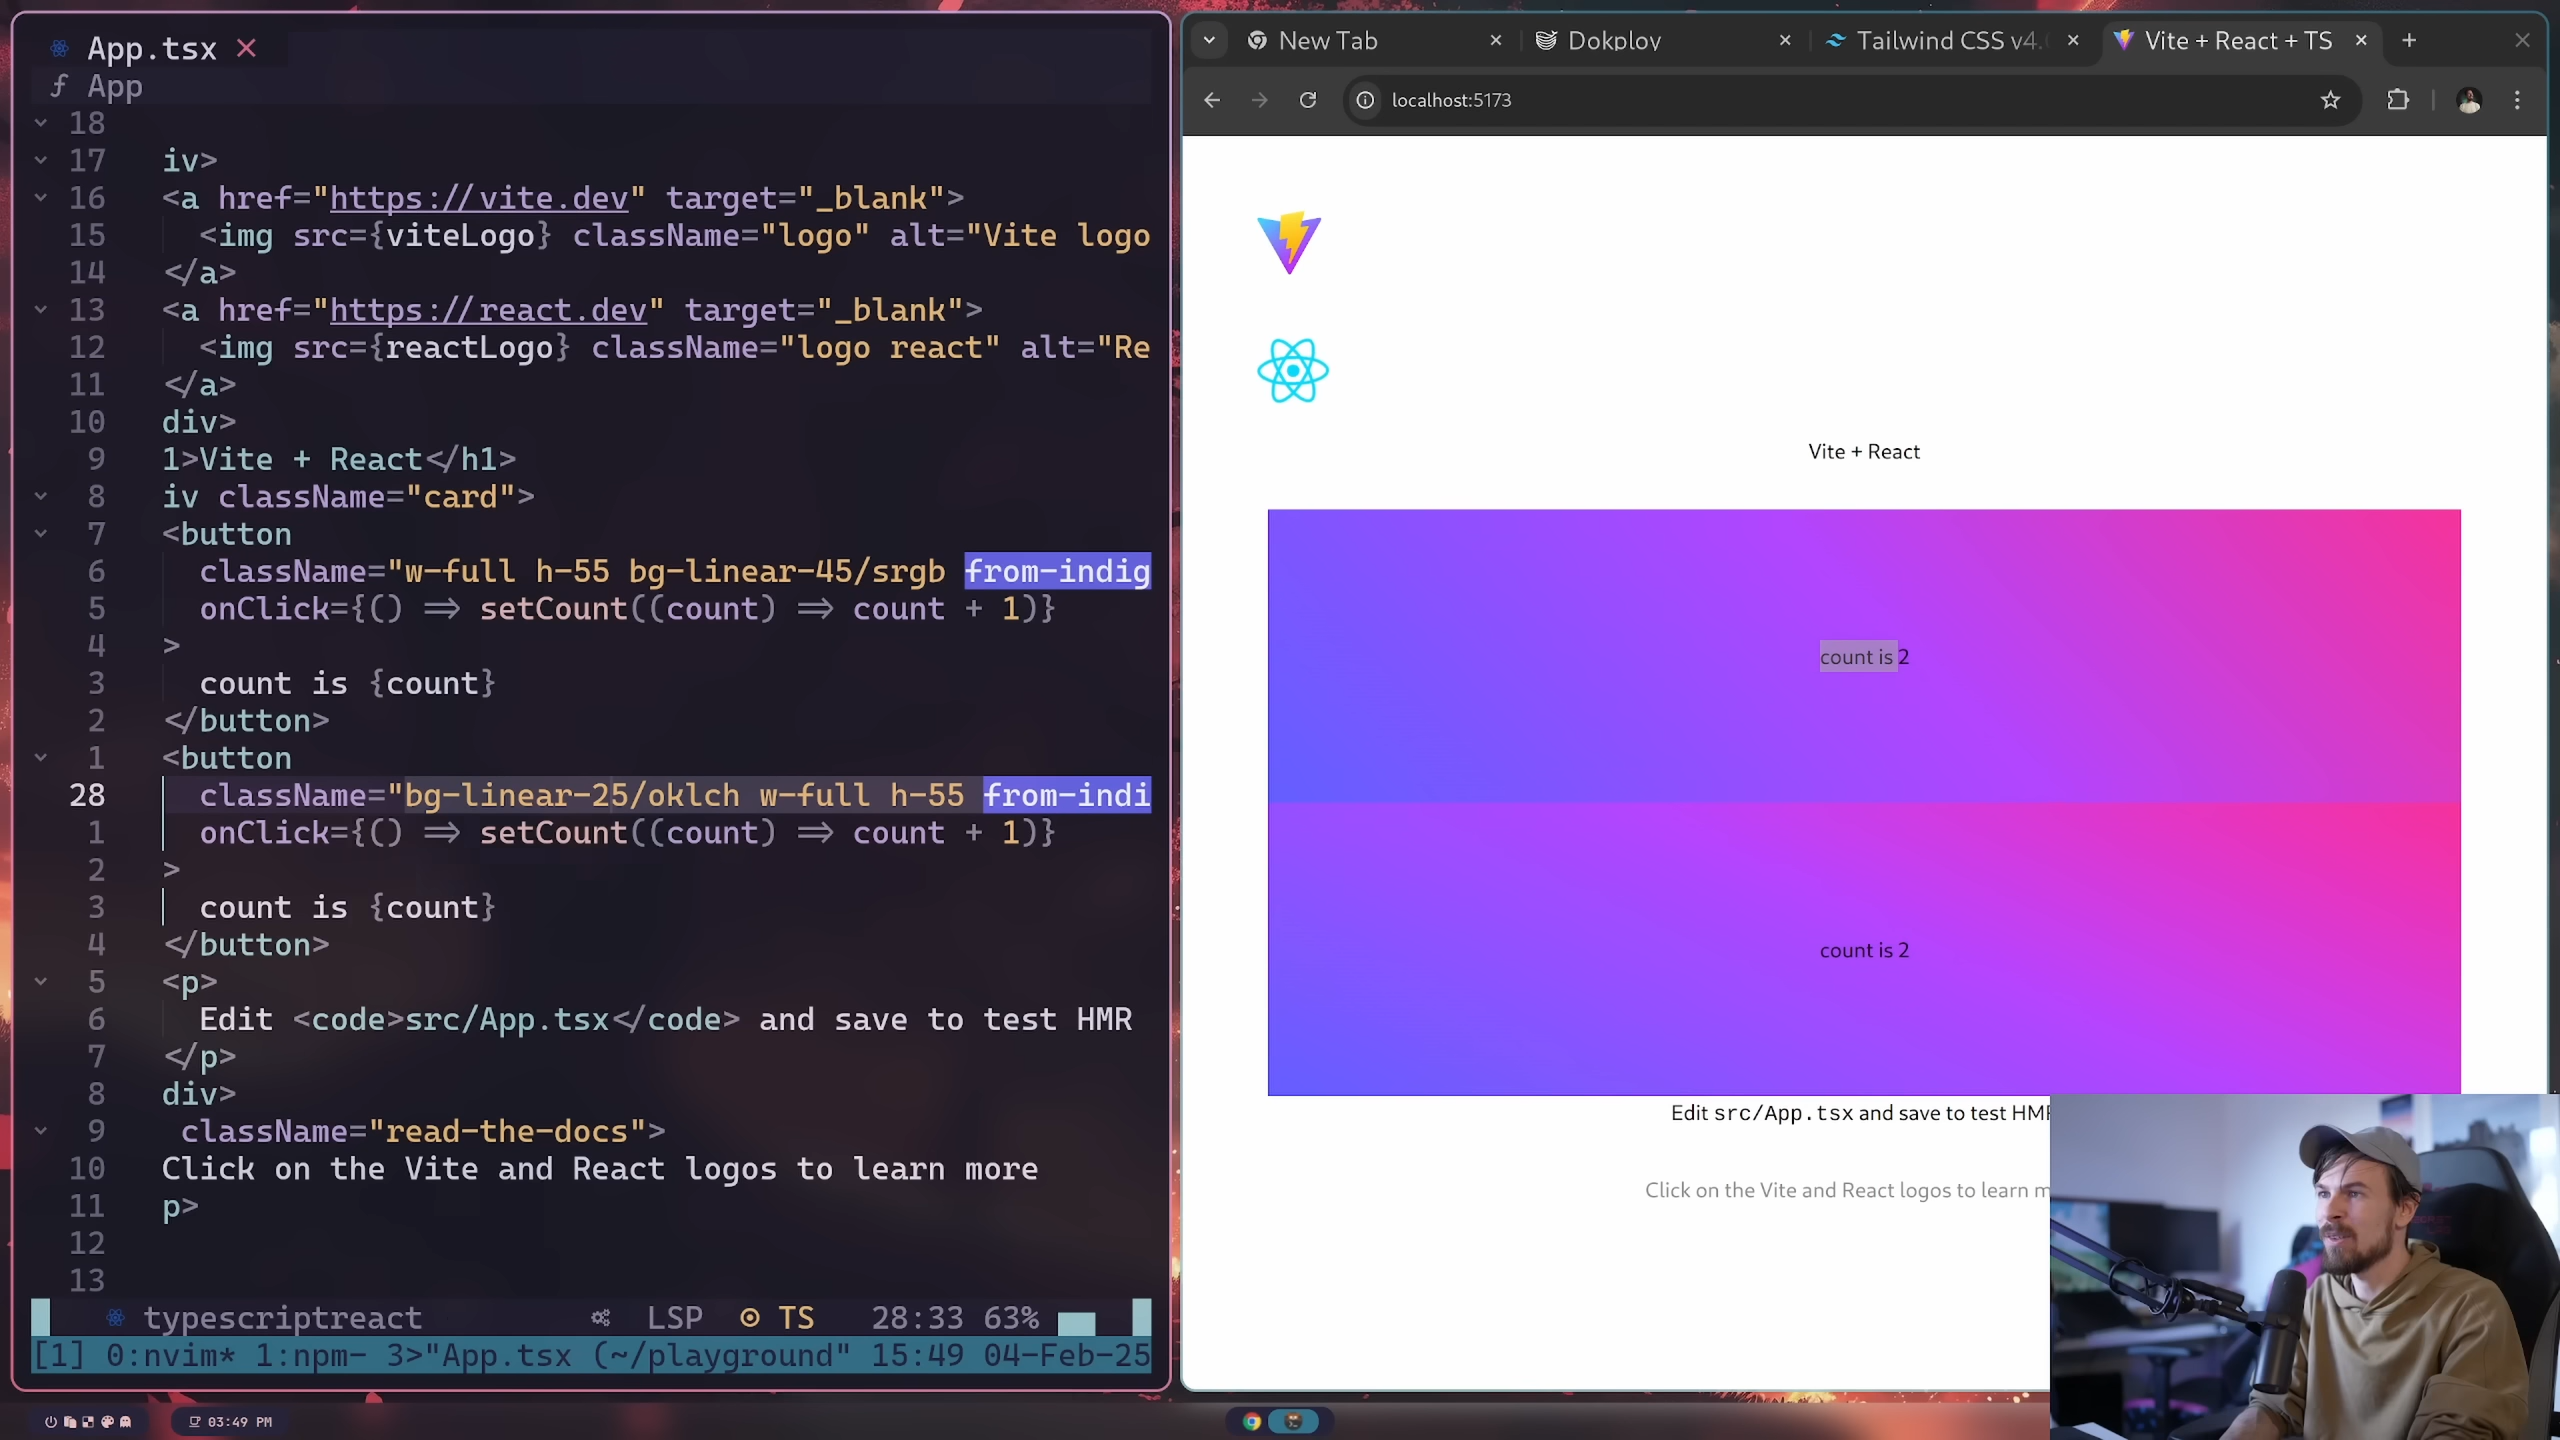 App.tsx
App
18
17 iv>
16 <a href="https://vite.dev" target="_blank">
15 <img src={viteLogo} className="logo" alt="Vite logo
14 </a>
13 <a href="https://react.dev" target="_blank">
12 <img src={reactLogo} className="logo react" alt="Re
11 </a>
10 div>
9 1>Vite + React</h1>
8 iv className="card">
7 <button
6 className="w-full h-55 bg-linear-45/srgb from-indig
5 onClick={() => setCount((count) => count + 1)}
4 >
3 count is {count}
2 </button>
1 <button
28 className="bg-linear-25/oklch w-full h-55 from-indi
1 onClick={() => setCount((count) => count + 1)}
2 >
3 count is {count}
4 </button>
5 <p>
6 Edit <code>src/App.tsx</code> and save to test HMR
7 </p>
8 div>
9 className="read-the-docs">
10 Click on the Vite and React logos to learn more
11 p>
12
13
typescriptreact LSP TS 28:33 63%
[1] 0:nvim* 1:npm- 3>"App.tsx (~/playground" 15:49 04-Feb-25
03:49 PM
New Tab
Dokploy
Tailwind CSS v4.
Vite + React + TS
localhost:5173
Vite + React
count is 2
count is 2
Edit src/App.tsx and save to test HMR
Click on the Vite and React logos to learn m